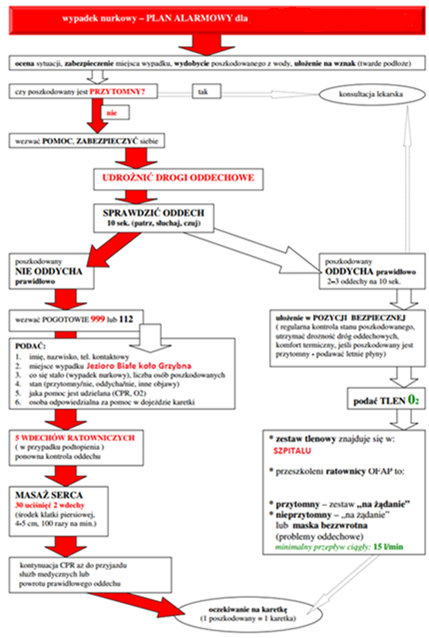 wypadek nurkowy – PLAN ALARMOWY dla
ocena sytuacji, zabezpieczenie miejsca wypadku, wydobycie poszkodowanego z wody, ułożenie na wznak (twarde podłoże)
czy poszkodowany jest PRZYTOMNY?
tak
konsultacja lekarska
nie
wezwać POMOC, ZABEZPIECZYĆ siebie
UDROŻNIĆ DROGI ODDECHOWE
SPRAWDZIĆ ODDECH
10 sek. (patrz, słuchaj, czuj)
poszkodowany
NIE ODDYCHA
prawidłowo
poszkodowany
ODDYCHA prawidłowo
2÷3 oddechy na 10 sek.
wezwać POGOTOWIE 999 lub 112
PODAĆ:
1. imię, nazwisko, tel. kontaktowy
2. miejsce wypadku Jezioro Białe koło Grzybna
3. co się stało (wypadek nurkowy), liczba osób poszkodowanych
4. stan (przytomny/nie, oddycha/nie, inne objawy)
5. jaka pomoc jest udzielana (CPR, O2)
6. osoba odpowiedzialna za pomoc w dojeździe karetki
ułożenie w POZYCJI BEZPIECZNEJ
( regularna kontrola stanu poszkodowanego,
utrzymać drożność dróg oddechowych,
komfort termiczny, jeśli poszkodowany jest
przytomny - podawać letnie płyny)
podać TLEN O2
5 WDECHÓW RATOWNICZYCH
( w przypadku podtopienia )
ponowna kontrola oddechu
MASAŻ SERCA
30 uciśnięć 2 wdechy
(środek klatki piersiowej,
4÷5 cm, 100 razy na min.)
kontynuacja CPR aż do przyjazdu
służb medycznych lub
powrotu prawidłowego oddechu
* zestaw tlenowy znajduje się w:
SZPITALU
* przeszkoleni ratownicy OFAP to:
* przytomny – zestaw „na żądanie"
* nieprzytomny – „na żądanie"
lub maska bezzwrotna
(problemy oddechowe)
minimalny przepływ ciągły: 15 l/min
oczekiwanie na karetkę
(1 poszkodowany = 1 karetka)